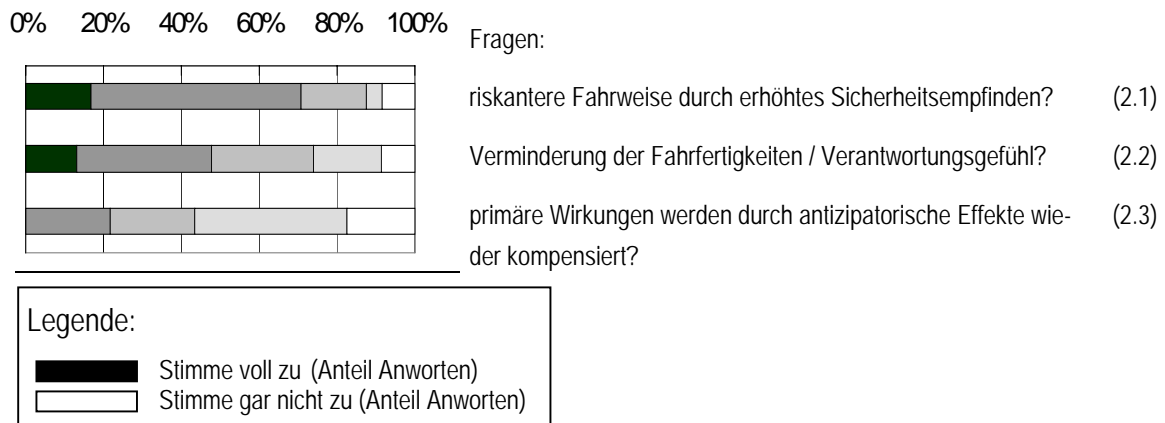 0% 20% 40% 60% 80% 100%
Fragen:
riskantere Fahrweise durch erhöhtes Sicherheitsempfinden? (2.1)
Verminderung der Fahrfertigkeiten / Verantwortungsgefühl? (2.2)
primäre Wirkungen werden durch antizipatorische Effekte wie- (2.3)
der kompensiert?
Legende:
Stimme voll zu (Anteil Anworten)
Stimme gar nicht zu (Anteil Anworten)